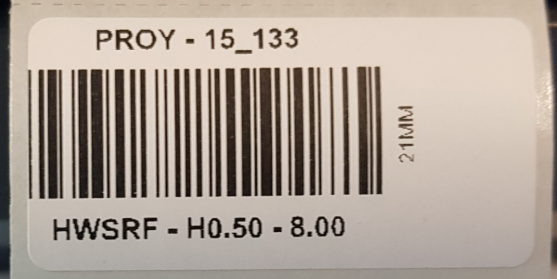 PROY - 15_133
21MM
HWSRF - H0.50 - 8.00